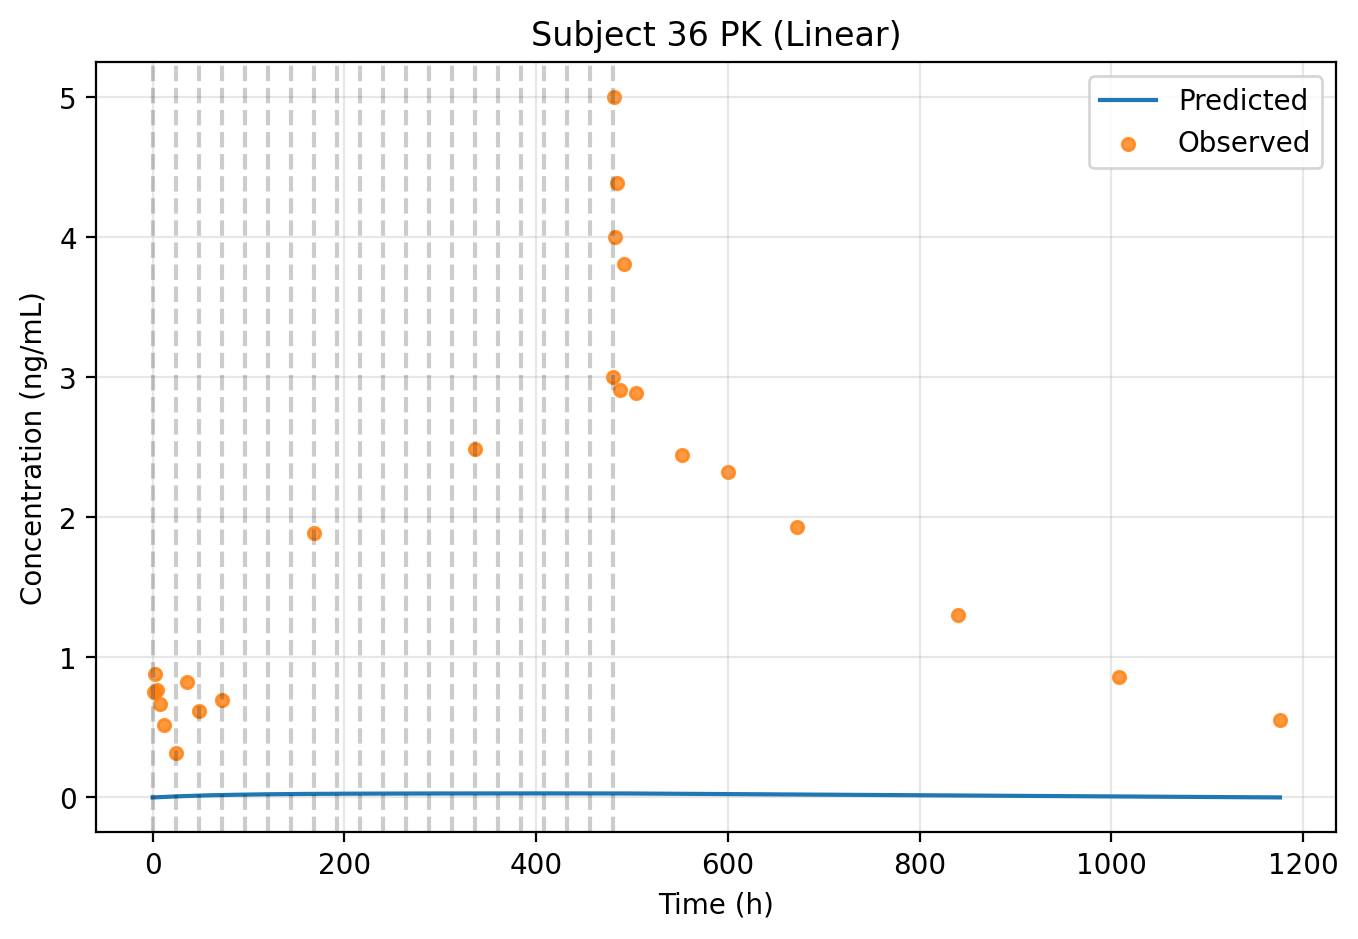 Subject 36 PK (Linear)
Predicted
Observed
Concentration (ng/mL)
5
4
3
2
1
0
0 200 400 600 800 1000 1200
Time (h)